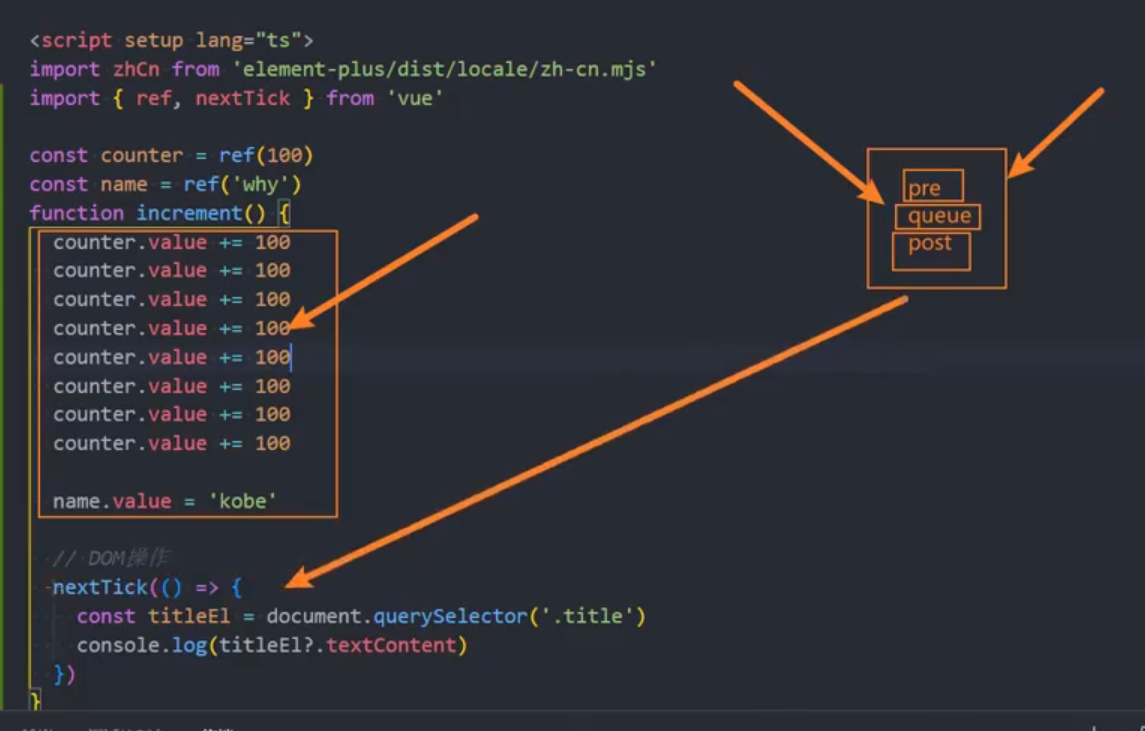 <script setup lang="ts">
import zhCn from 'element-plus/dist/locale/zh-cn.mjs'
import { ref, nextTick } from 'vue'
const counter = ref(100)
const name = ref('why')
function increment() {
counter.value += 100
counter.value += 100
counter.value += 100
counter.value += 100
counter.value += 100
counter.value += 100
counter.value += 100
counter.value += 100
name.value = 'kobe'
// DOM操作
nextTick(() => {
const titleEl = document.querySelector('.title')
console.log(titleEl?.textContent)
})
}
pre
queue
post